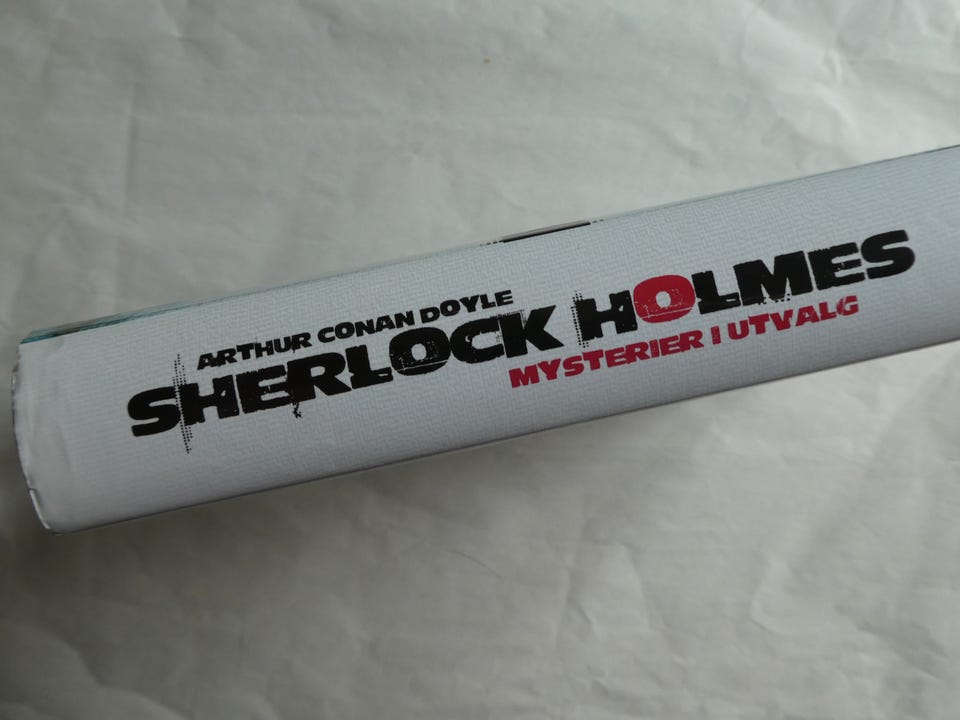 ARTHUR CONAN DOYLE
SHERLOCK HOLMES
MYSTERIER I UTVALG